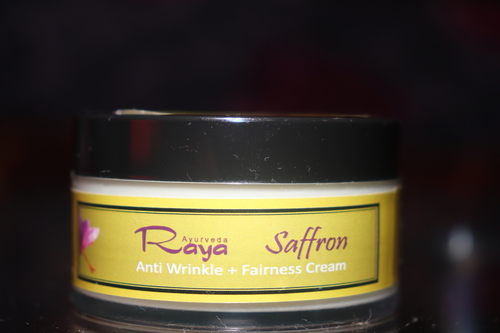 Raya Ayurveda Saffron
Anti Wrinkle + Fairness Cream